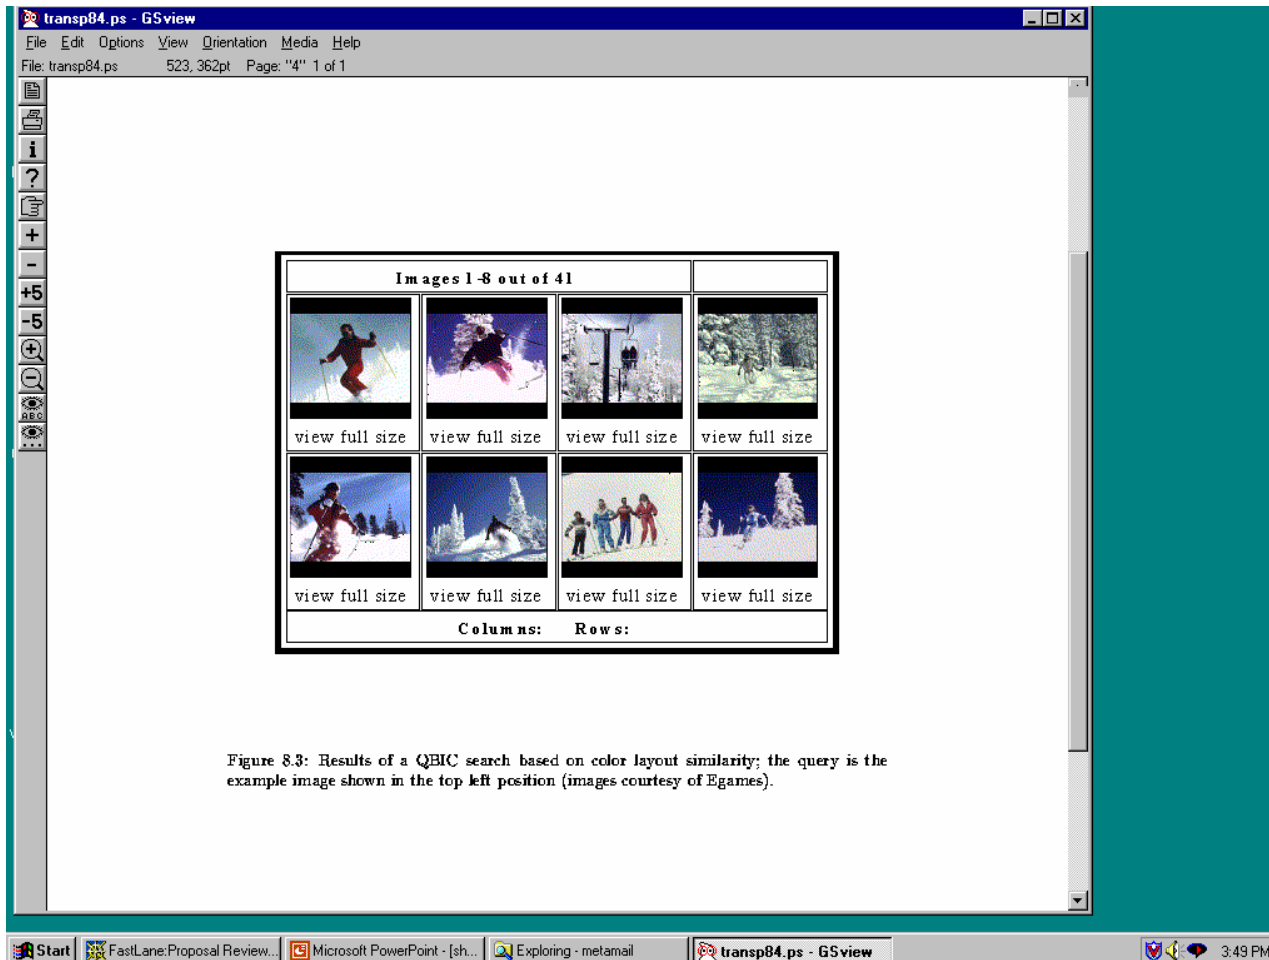 transp84.ps - GSview
File Edit Options View Orientation Media Help
File: transp84.ps 523, 362pt Page: "4" 1 of 1
i
?
+
-
+5
-5
ABC
Images 1-8 out of 41
view full size view full size view full size view full size
view full size view full size view full size view full size
Columns: Rows:
Figure 8.3: Results of a QBIC search based on color layout similarity; the query is the
example image shown in the top left position (images courtesy of Egames).
Start FastLane:Proposal Review... Microsoft PowerPoint - [sh... Exploring - metamail transp84.ps - GSview 3:49 PM